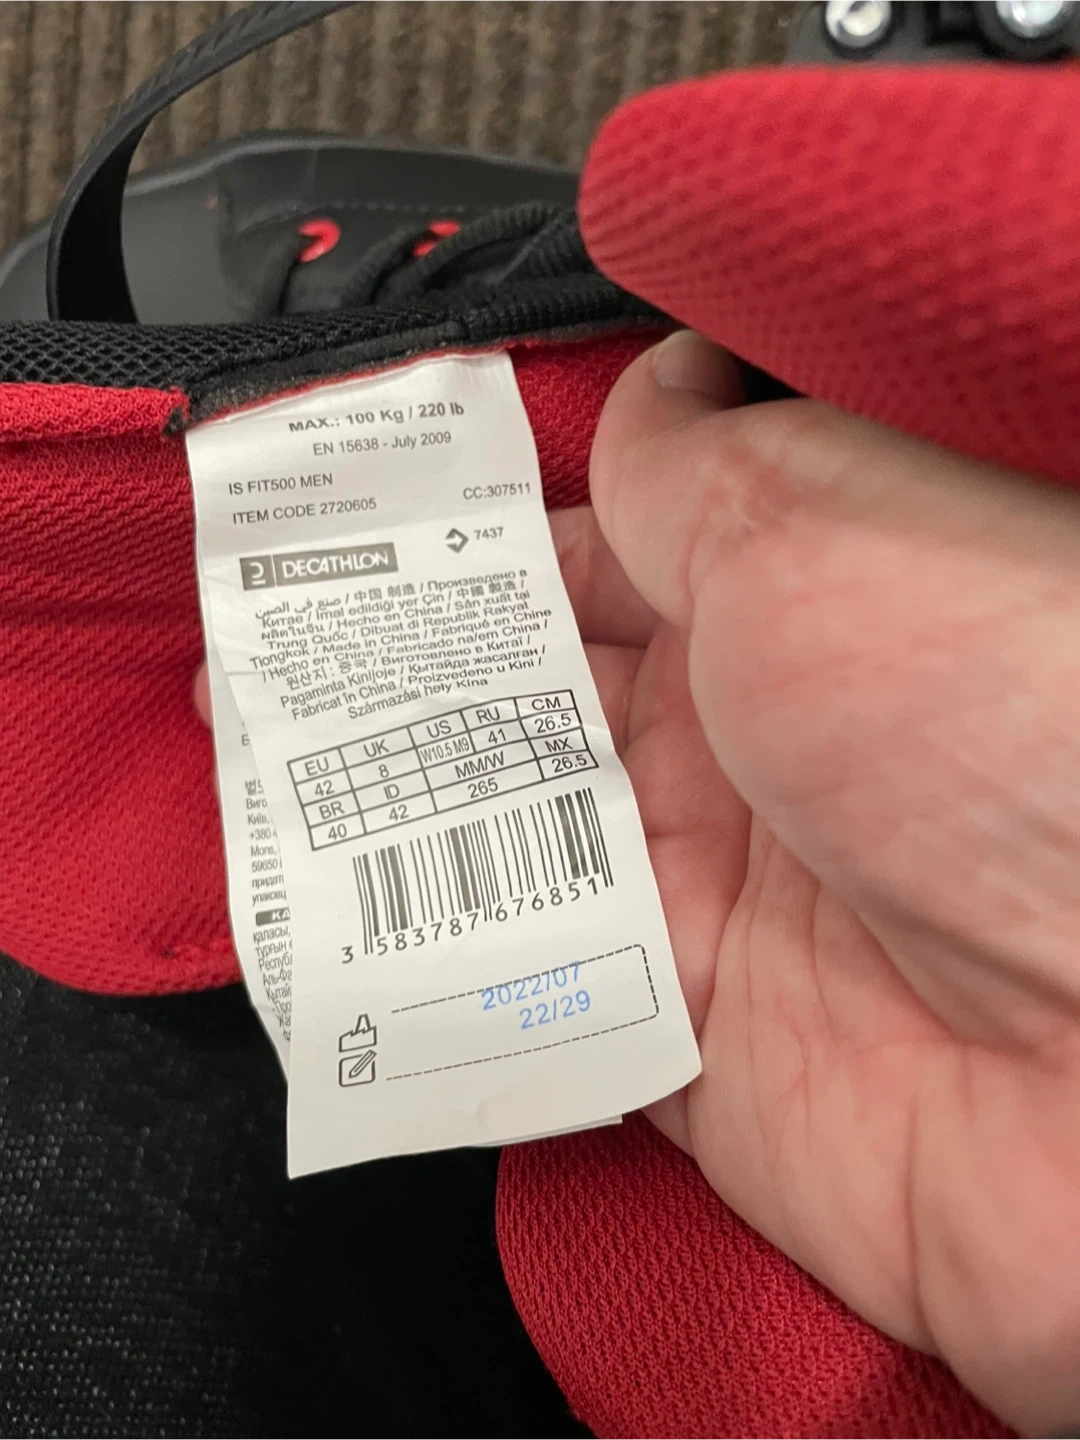 MAX.: 100 Kg / 220 lb
EN 15638 - July 2009
IS FIT500 MEN
ITEM CODE 2720605
CC:307511
7437
DECATHLON
صنع في الصين / 中国 制造 / Произведено в
Китае / İmal edildiği yer Çin / 中國 製造 /
ผลิตในจีน / Hecho en China / Sản xuất tại
Trung Quốc / Dibuat di Republik Rakyat
Tiongkok / Made in China / Fabriqué en Chine
/ Hecho en China / Fabricado na/em China /
원산지 : 중국 / Виготовлено в Китаї /
Pagaminta Kinijoje / Қытайда жасалған /
Fabricat în China / Proizvedeno u Kini /
Származási hely Kína
EU UK US RU CM
42 8 W10.5 M9 41 26.5
BR ID MM/W MX
40 42 265 26.5
3 583787 676851
2022/07
22/29
Київ,
+380
Mons,
59650
қаласы,